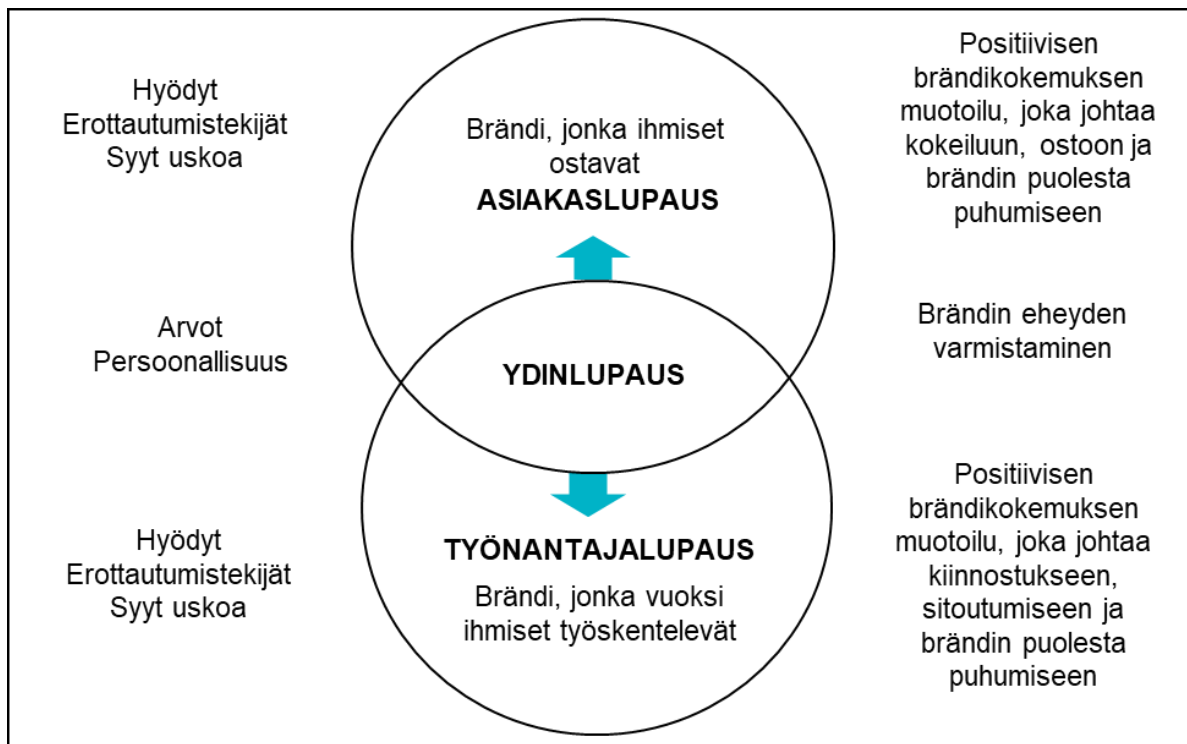 Hyödyt
Erottautumistekijät
Syyt uskoa
Brändi, jonka ihmiset
ostavat
ASIAKASLUPAUS
Positiivisen
brändikokemuksen
muotoilu, joka johtaa
kokeiluun, ostoon ja
brändin puolesta
puhumiseen
Arvot
Persoonallisuus
YDINLUPAUS
Brändin eheyden
varmistaminen
Hyödyt
Erottautumistekijät
Syyt uskoa
TYÖNANTAJALUPAUS
Brändi, jonka vuoksi
ihmiset työskentelevät
Positiivisen
brändikokemuksen
muotoilu, joka johtaa
kiinnostukseen,
sitoutumiseen ja
brändin puolesta
puhumiseen